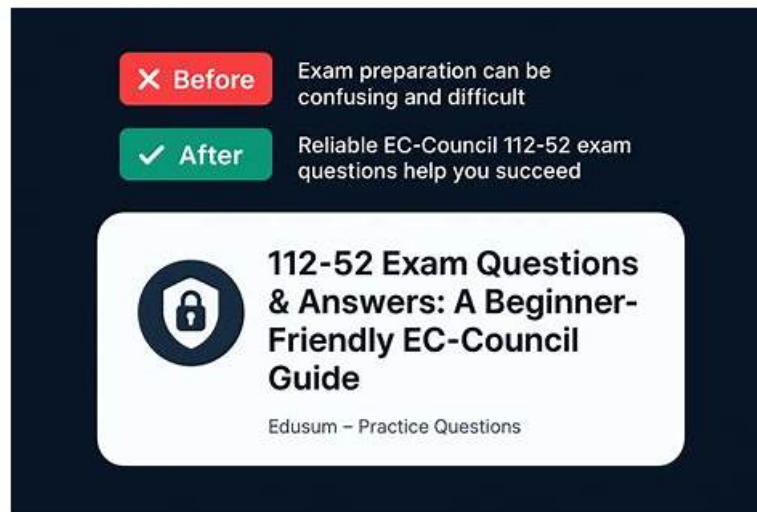 Before
Exam preparation can be
confusing and difficult
After
Reliable EC-Council 112-52 exam
questions help you succeed
112-52 Exam Questions
& Answers: A Beginner-
Friendly EC-Council
Guide
Edusum – Practice Questions